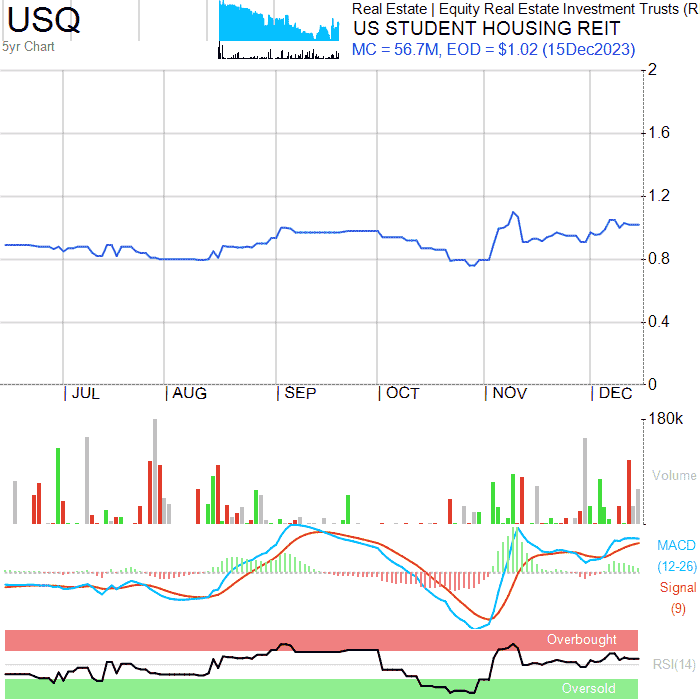 USQ
5yr Chart
Real Estate | Equity Real Estate Investment Trusts (R
US STUDENT HOUSING REIT
MC = 56.7M, EOD = $1.02 (15Dec2023)
2
1.6
1.2
0.8
0.4
0
JUL AUG SEP OCT NOV DEC
180k
Volume
MACD
(12-26)
Signal
(9)
Overbought
RSI(14)
Oversold